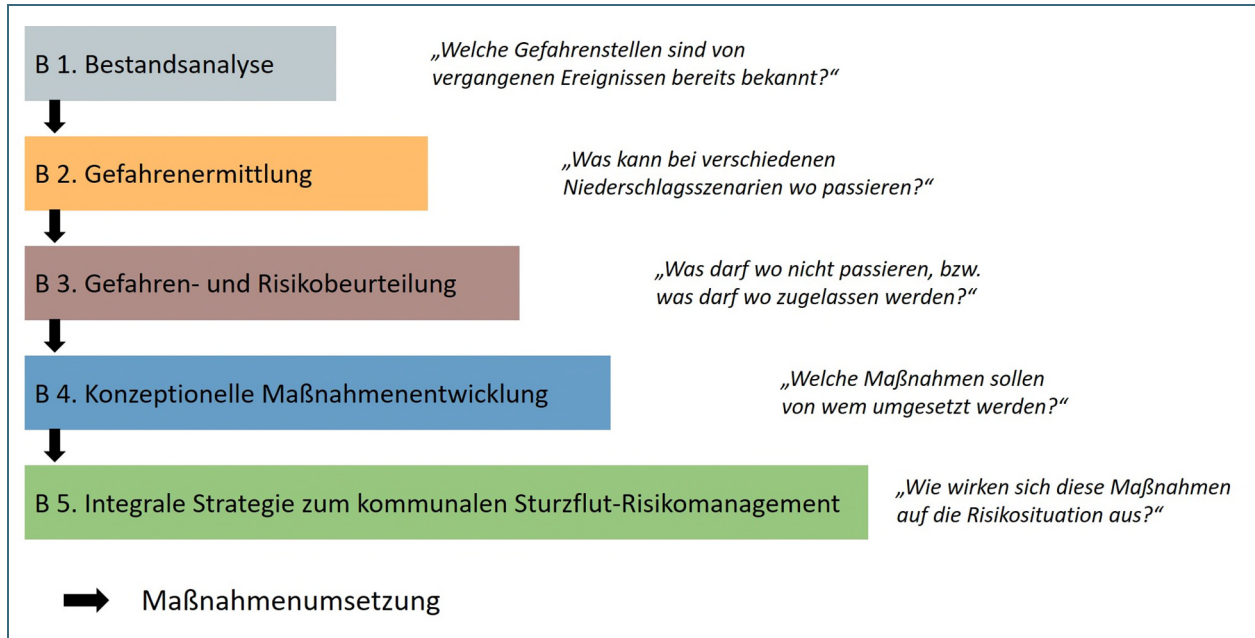 B 1. Bestandsanalyse
„Welche Gefahrenstellen sind von
vergangenen Ereignissen bereits bekannt?“
B 2. Gefahrenermittlung
„Was kann bei verschiedenen
Niederschlagsszenarien wo passieren?“
B 3. Gefahren- und Risikobeurteilung
„Was darf wo nicht passieren, bzw.
was darf wo zugelassen werden?“
B 4. Konzeptionelle Maßnahmenentwicklung
„Welche Maßnahmen sollen
von wem umgesetzt werden?“
B 5. Integrale Strategie zum kommunalen Sturzflut-Risikomanagement
„Wie wirken sich diese Maßnahmen
auf die Risikosituation aus?“
Maßnahmenumsetzung